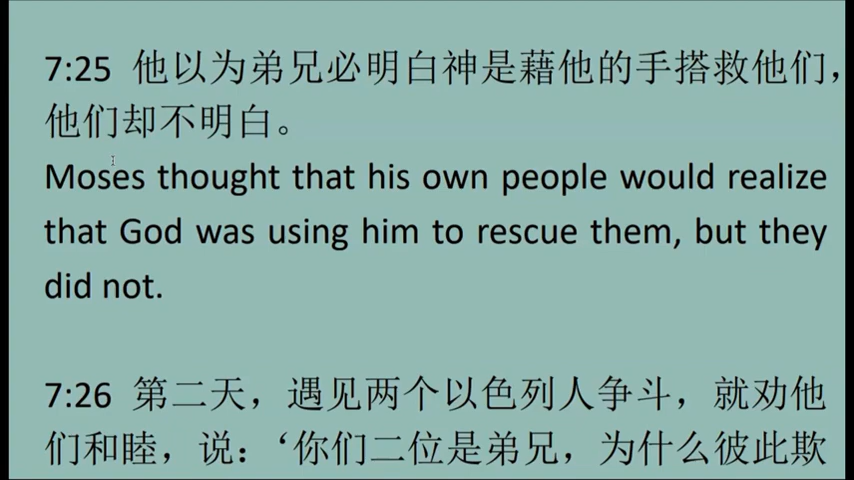 7:25 他以为弟兄必明白神是藉他的手搭救他们，
他们却不明白。
Moses thought that his own people would realize
that God was using him to rescue them, but they
did not.
7:26 第二天，遇见两个以色列人争斗，就劝他
们和睦，说：‘你们二位是弟兄，为什么彼此欺